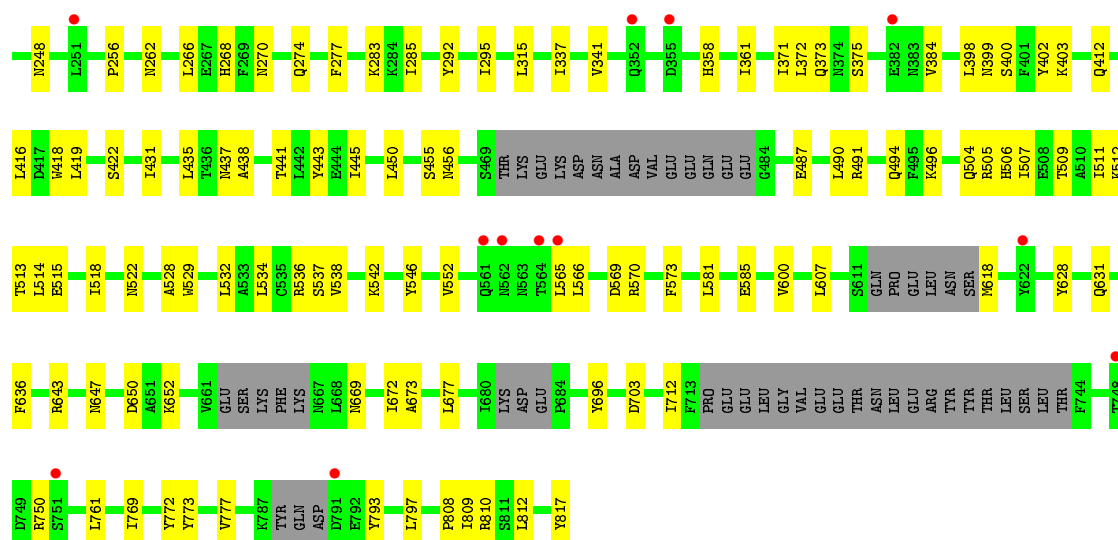 N248 L251 P256 N262 L266 E267 H268 F269 N270 Q274 F277 K283 K284 I285 Y292 I295 L315 I337 V341 Q352 D355 H358 I361 I371 L372 Q373 N374 S375 E382 N383 V384 L398 N399 S400 F401 Y402 K403 Q412
L416 D417 W418 L419 S422 I431 L435 T436 N437 A438 T441 L442 Y443 E444 I445 L450 S455 N456 S469 THR LYS GLU LYS ASP ASN ALA ASP VAL GLU GLU GLN GLU GLU G484 E487 L490 R491 Q494 F495 K496 Q504 R505 H506 I507 E508 T509 A510 I511 K512
T513 L514 E515 I518 N522 A528 W529 L532 A533 L534 C535 R536 S537 V538 K542 Y546 V552 Q561 N562 N563 T564 L565 L566 D569 R570 F573 L581 E585 V600 L607 S611 GLN PRO GLU LEU ASN SER M618 Y622 Y628 Q631
F636 R643 N647 D650 A651 K652 V661 GLU SER LYS PHE LYS N667 L668 N669 I672 A673 L677 I680 LYS ASP GLU P684 Y696 D703 I712 F713 PRO GLU GLU LEU GLY VAL GLU GLU THR ASN LEU GLU ARG TYR TYR THR LEU SER LEU THR F744 T748
D749 R750 S751 L761 I769 Y772 Y773 V777 K787 TYR GLN ASP D791 E792 Y793 L797 P808 I809 R810 S811 L812 Y817